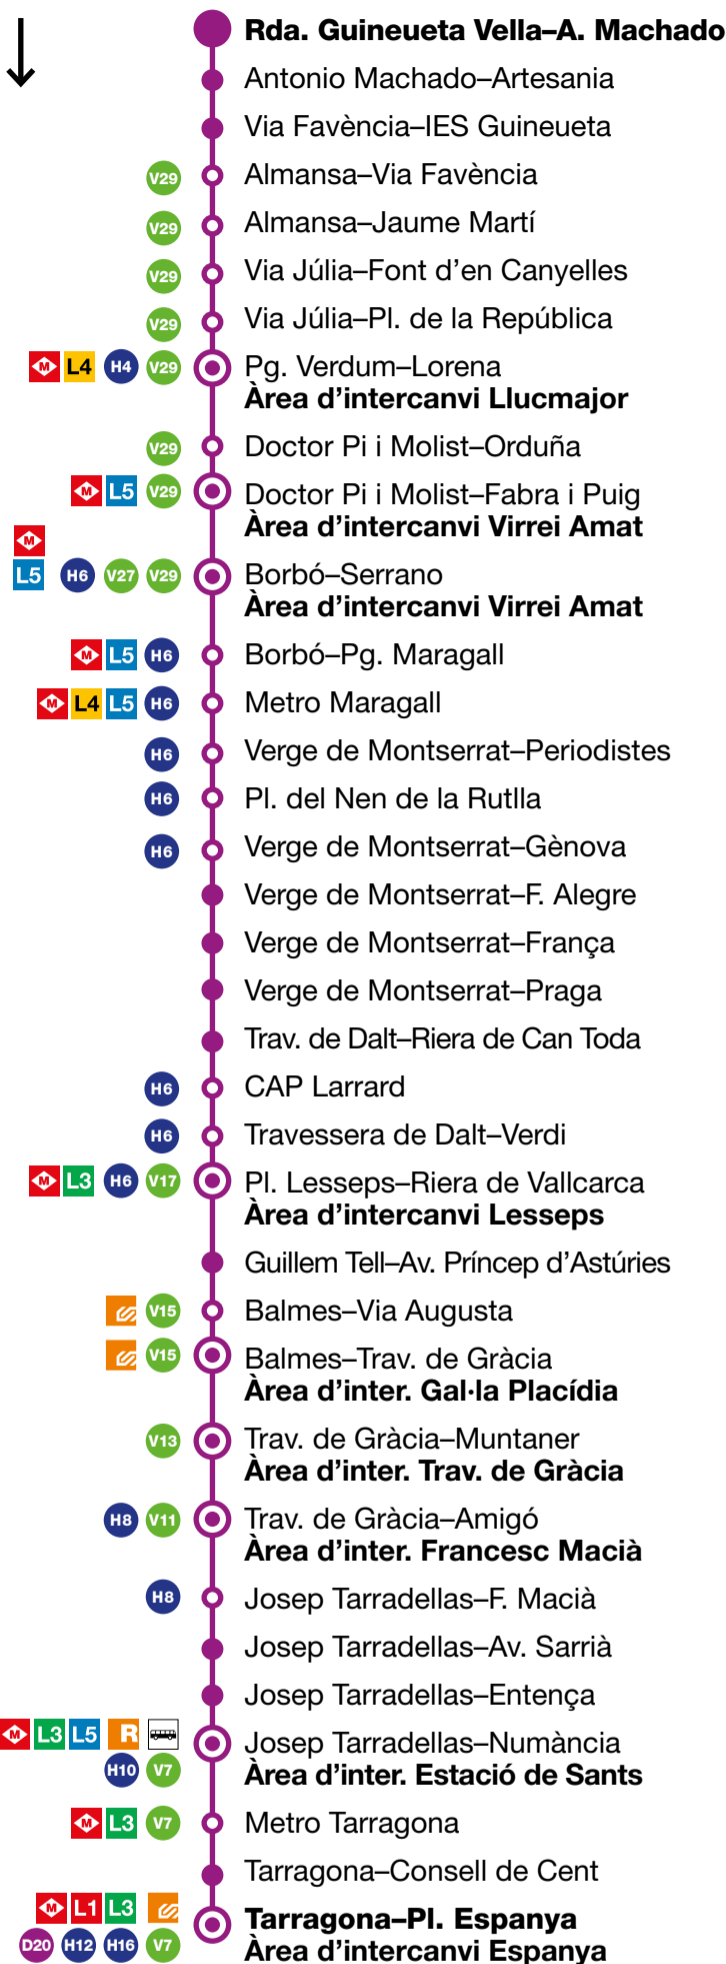 Rda. Guineueta Vella–A. Machado
Antonio Machado–Artesania
Via Favència–IES Guineueta
V29 Almansa–Via Favència
V29 Almansa–Jaume Martí
V29 Via Júlia–Font d’en Canyelles
V29 Via Júlia–Pl. de la República
M L4 H4 V29 Pg. Verdum–Lorena
Àrea d’intercanvi Llucmajor
V29 Doctor Pi i Molist–Orduña
M L5 V29 Doctor Pi i Molist–Fabra i Puig
Àrea d’intercanvi Virrei Amat
M
L5 H6 V27 V29 Borbó–Serrano
Àrea d’intercanvi Virrei Amat
M L5 H6 Borbó–Pg. Maragall
M L4 L5 H6 Metro Maragall
H6 Verge de Montserrat–Periodistes
H6 Pl. del Nen de la Rutlla
H6 Verge de Montserrat–Gènova
Verge de Montserrat–F. Alegre
Verge de Montserrat–França
Verge de Montserrat–Praga
Trav. de Dalt–Riera de Can Toda
H6 CAP Larrard
H6 Travessera de Dalt–Verdi
M L3 H6 V17 Pl. Lesseps–Riera de Vallcarca
Àrea d’intercanvi Lesseps
Guillem Tell–Av. Príncep d’Astúries
V15 Balmes–Via Augusta
V15 Balmes–Trav. de Gràcia
Àrea d’inter. Gal·la Placídia
V13 Trav. de Gràcia–Muntaner
Àrea d’inter. Trav. de Gràcia
H8 V11 Trav. de Gràcia–Amigó
Àrea d’inter. Francesc Macià
H8 Josep Tarradellas–F. Macià
Josep Tarradellas–Av. Sarrià
Josep Tarradellas–Entença
M L3 L5 R Josep Tarradellas–Numància
H10 V7 Àrea d’inter. Estació de Sants
M L3 V7 Metro Tarragona
Tarragona–Consell de Cent
M L1 L3 Tarragona–Pl. Espanya
D20 H12 H16 V7 Àrea d’intercanvi Espanya